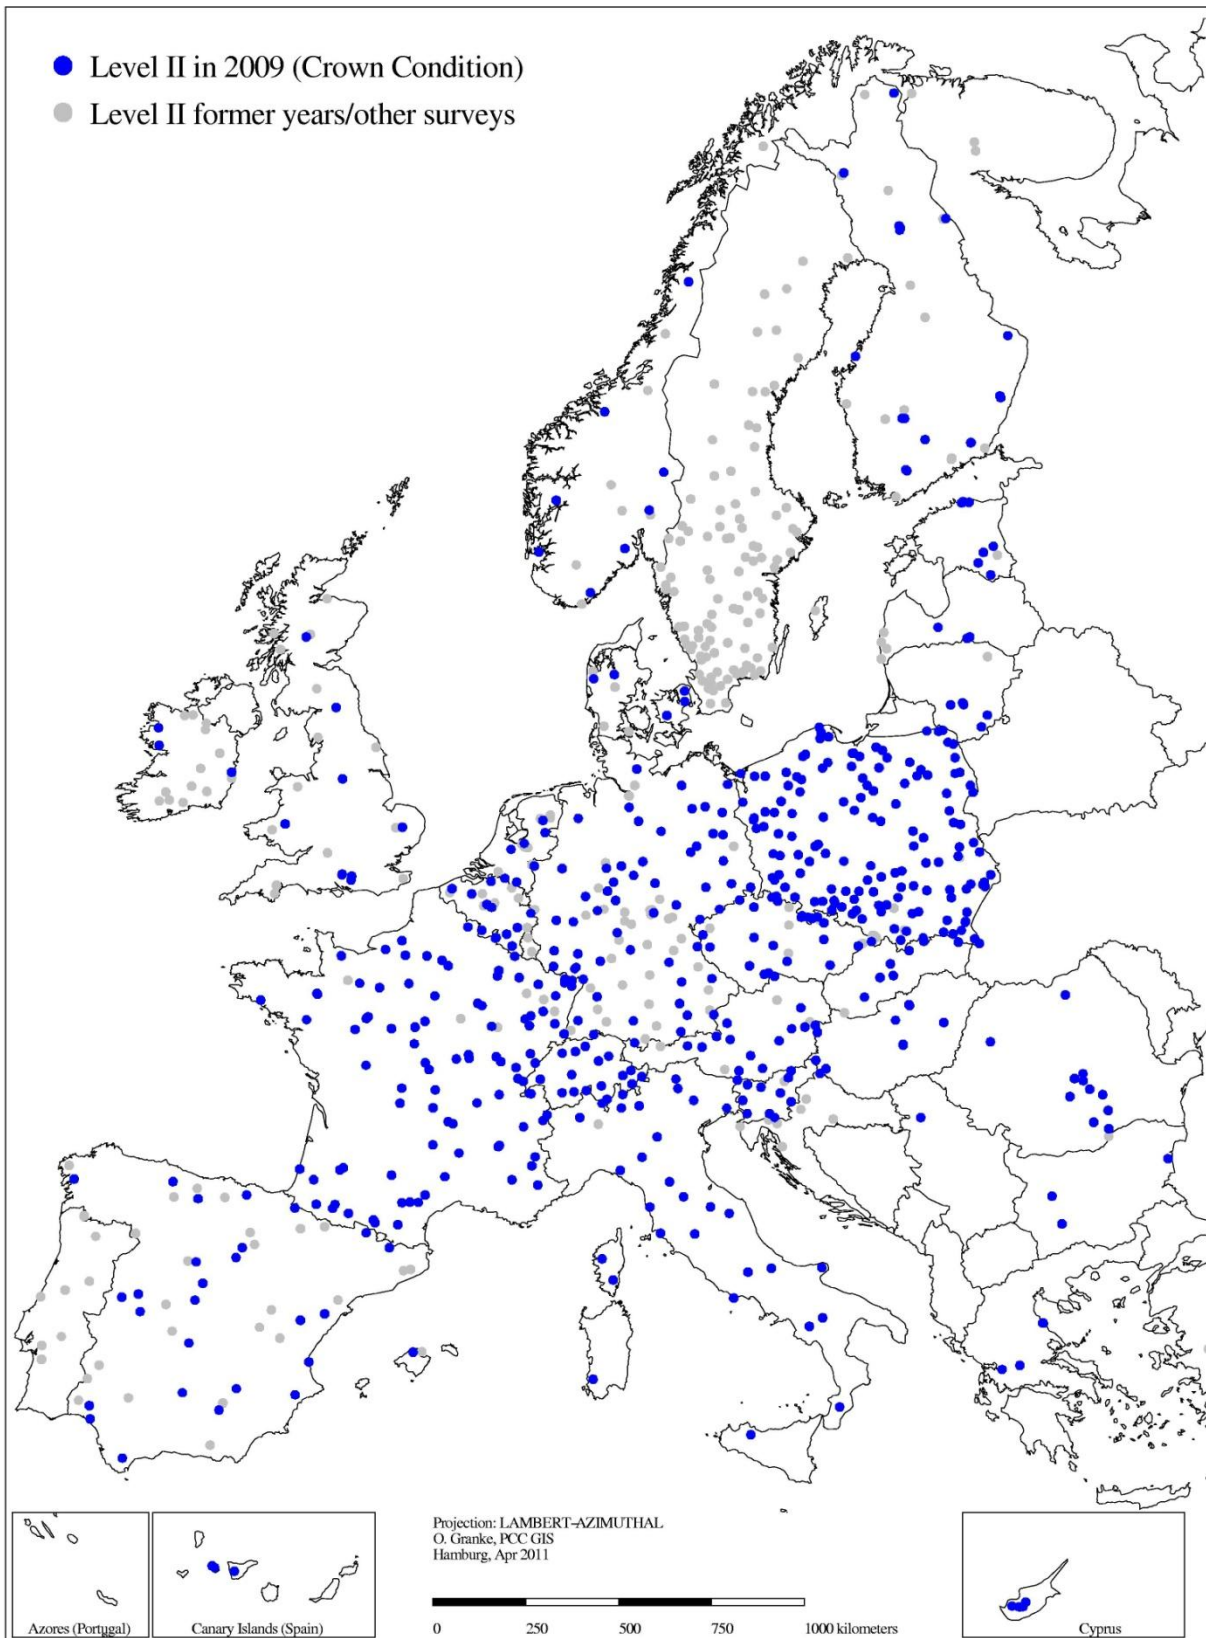 Level II in 2009 (Crown Condition)
Level II former years/other surveys
Projection: LAMBERT-AZIMUTHAL
O. Granke, PCC GIS
Hamburg, Apr 2011
0 250 500 750 1000 kilometers
Azores (Portugal)
Canary Islands (Spain)
Cyprus